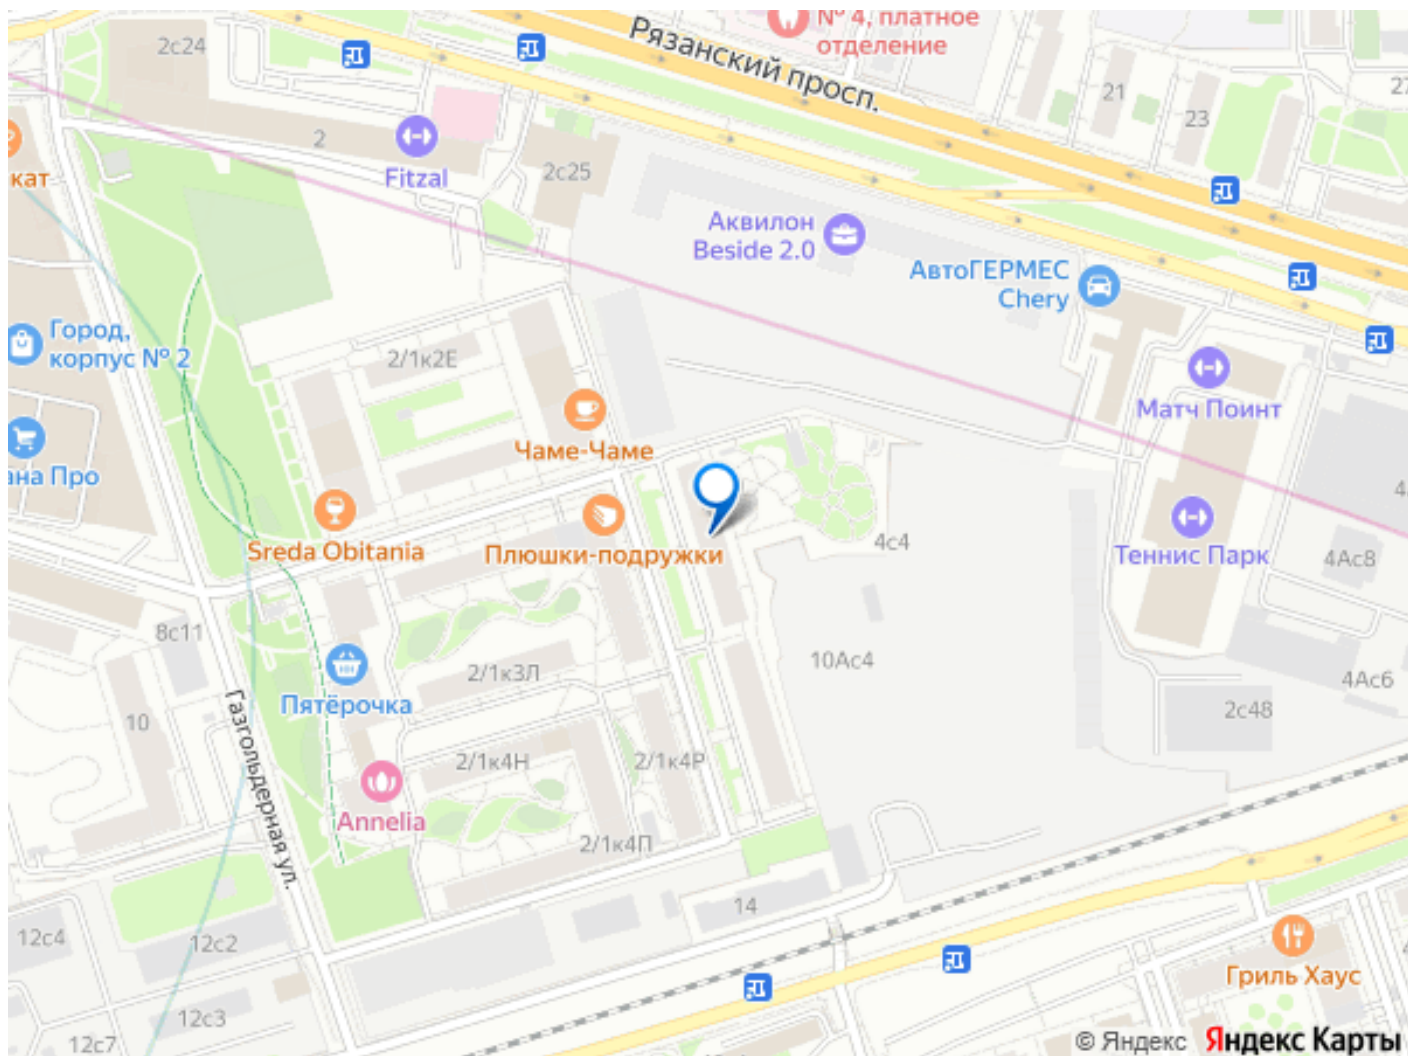 № 4, платное
отделение
Рязанский просп.
2с24
21
23
27
2
Fitzal
2с25
кат
Аквилон
Beside 2.0
АвтоГЕРМЕС
Chery
Город,
корпус № 2
2/1к2Е
Матч Поинт
Чаме-Чаме
ана Про
Sreda Obitania
Плюшки-подружки
4с4
Теннис Парк
4Ас8
8с11
10Ас4
2/1к3Л
4Ас6
Пятёрочка
2с48
10
Газгольдерная ул.
2/1к4Н
2/1к4Р
Annelia
2/1к4П
14
12с4
12с2
Гриль Хаус
12с3
12с7
© Яндекс Яндекс Карты